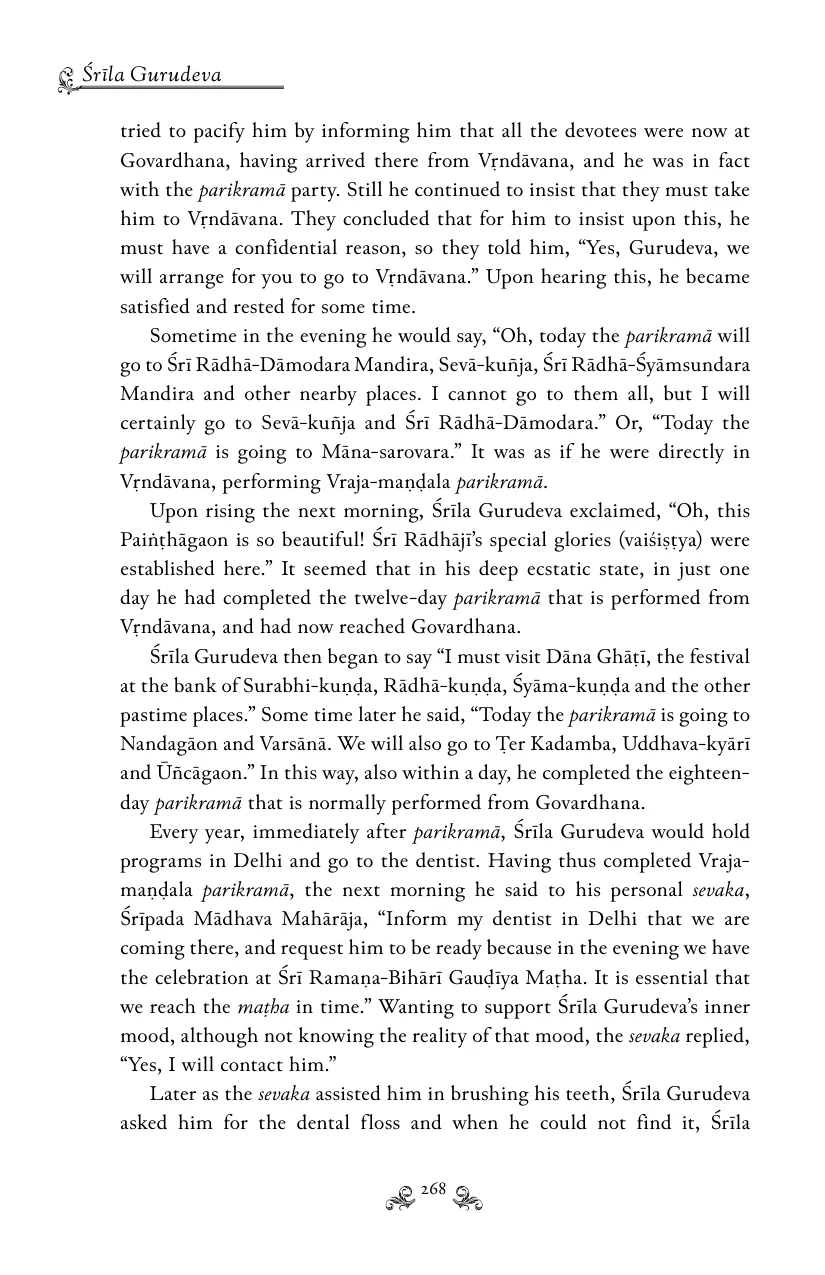 Śrīla Gurudeva
tried to pacify him by informing him that all the devotees were now at
Govardhana, having arrived there from Vṛndāvana, and he was in fact
with the parikramā party. Still he continued to insist that they must take
him to Vṛndāvana. They concluded that for him to insist upon this, he
must have a confidential reason, so they told him, “Yes, Gurudeva, we
will arrange for you to go to Vṛndāvana.” Upon hearing this, he became
satisfied and rested for some time.
Sometime in the evening he would say, “Oh, today the parikramā will
go to Śrī Rādhā-Dāmodara Mandira, Sevā-kuñja, Śrī Rādhā-Śyāmsundara
Mandira and other nearby places. I cannot go to them all, but I will
certainly go to Sevā-kuñja and Śrī Rādhā-Dāmodara.” Or, “Today the
parikramā is going to Māna-sarovara.” It was as if he were directly in
Vṛndāvana, performing Vraja-maṇḍala parikramā.
Upon rising the next morning, Śrīla Gurudeva exclaimed, “Oh, this
Paiṅṭhāgaon is so beautiful! Śrī Rādhājī’s special glories (vaiśiṣṭya) were
established here.” It seemed that in his deep ecstatic state, in just one
day he had completed the twelve-day parikramā that is performed from
Vṛndāvana, and had now reached Govardhana.
Śrīla Gurudeva then began to say “I must visit Dāna Ghāṭī, the festival
at the bank of Surabhi-kuṇḍa, Rādhā-kuṇḍa, Śyāma-kuṇḍa and the other
pastime places.” Some time later he said, “Today the parikramā is going to
Nandagāon and Varsānā. We will also go to Ṭer Kadamba, Uddhava-kyārī
and Ūñcāgaon.” In this way, also within a day, he completed the eighteen-
day parikramā that is normally performed from Govardhana.
Every year, immediately after parikramā, Śrīla Gurudeva would hold
programs in Delhi and go to the dentist. Having thus completed Vraja-
maṇḍala parikramā, the next morning he said to his personal sevaka,
Śrīpada Mādhava Mahārāja, “Inform my dentist in Delhi that we are
coming there, and request him to be ready because in the evening we have
the celebration at Śrī Ramaṇa-Bihārī Gauḍīya Maṭha. It is essential that
we reach the maṭha in time.” Wanting to support Śrīla Gurudeva’s inner
mood, although not knowing the reality of that mood, the sevaka replied,
“Yes, I will contact him.”
Later as the sevaka assisted him in brushing his teeth, Śrīla Gurudeva
asked him for the dental floss and when he could not find it, Śrīla
268